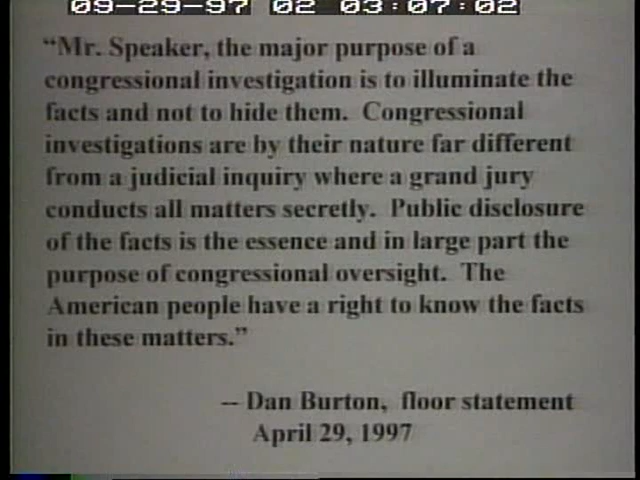 09-29-97 02 03:07:02
“Mr. Speaker, the major purpose of a
congressional investigation is to illuminate the
facts and not to hide them. Congressional
investigations are by their nature far different
from a judicial inquiry where a grand jury
conducts all matters secretly. Public disclosure
of the facts is the essence and in large part the
purpose of congressional oversight. The
American people have a right to know the facts
in these matters.”
-- Dan Burton, floor statement
April 29, 1997